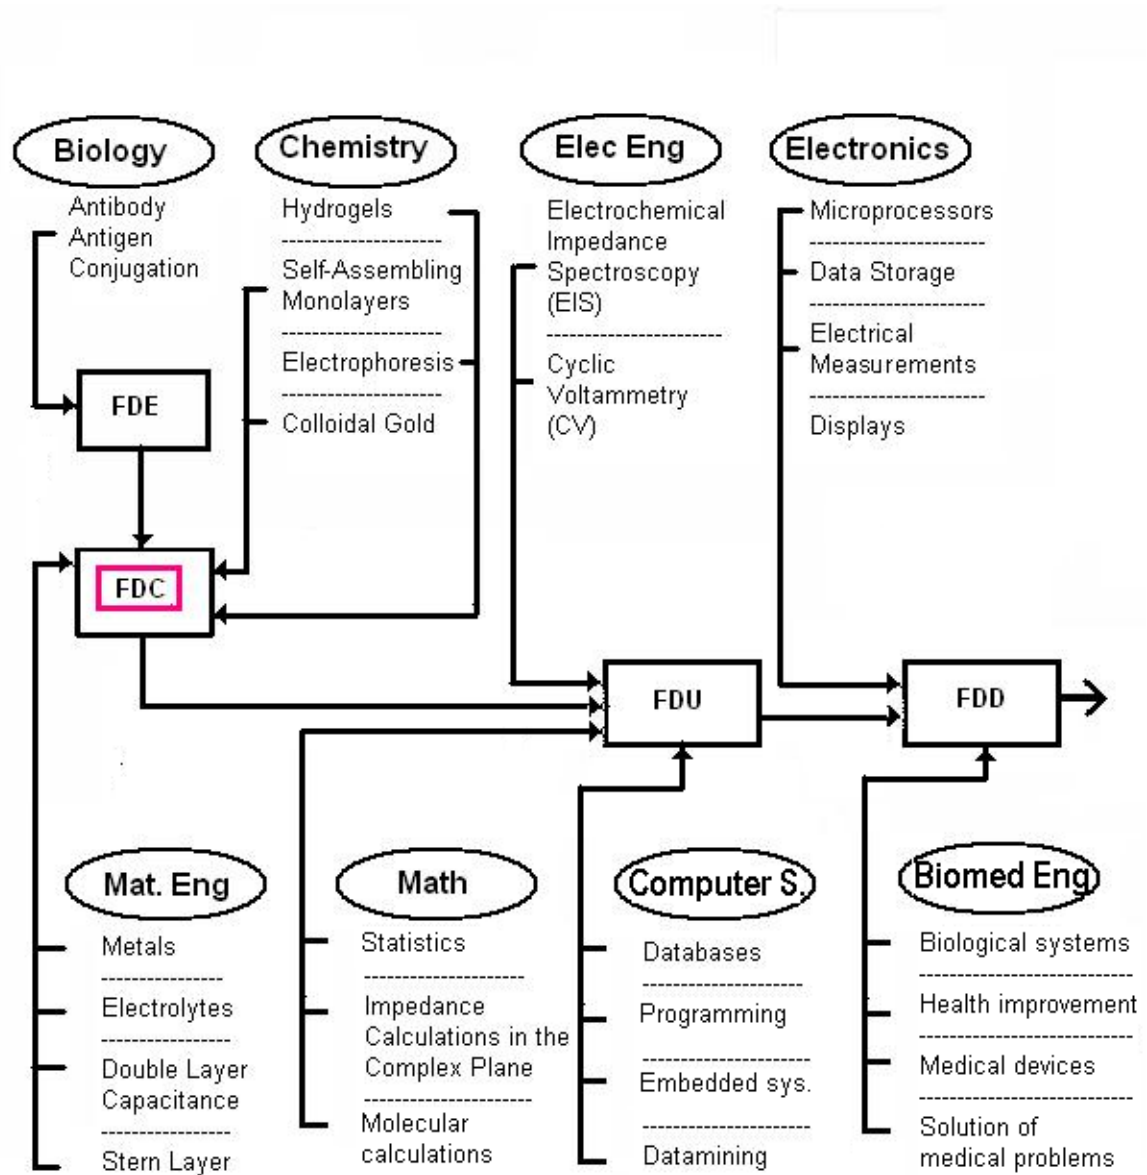 Biology
Antibody
Antigen
Conjugation
Chemistry
Hydrogels
Self-Assembling
Monolayers
Electrophoresis
Colloidal Gold
Elec Eng
Electrochemical
Impedance
Spectroscopy
(EIS)
Cyclic
Voltammetry
(CV)
Electronics
Microprocessors
Data Storage
Electrical
Measurements
Displays
FDE
FDC
FDU
FDD
Mat. Eng
Metals
Electrolytes
Double Layer
Capacitance
Stern Layer
Math
Statistics
Impedance
Calculations in the
Complex Plane
Molecular
calculations
Computer S.
Databases
Programming
Embedded sys.
Datamining
Biomed Eng
Biological systems
Health improvement
Medical devices
Solution of
medical problems